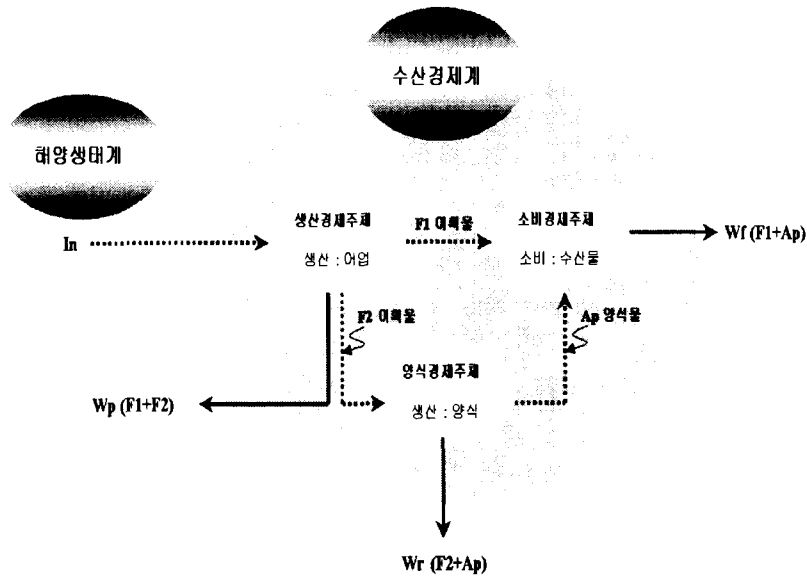 수산경제계
해양생태계
생산경제주체
F1 어획물
소비경제주체
In
생산 : 어업
소비 : 수산물
Wf (F1+Ap)
F2 어획물
Ap 양식물
양식경제주체
Wp (F1+F2)
생산 : 양식
Wr (F2+Ap)